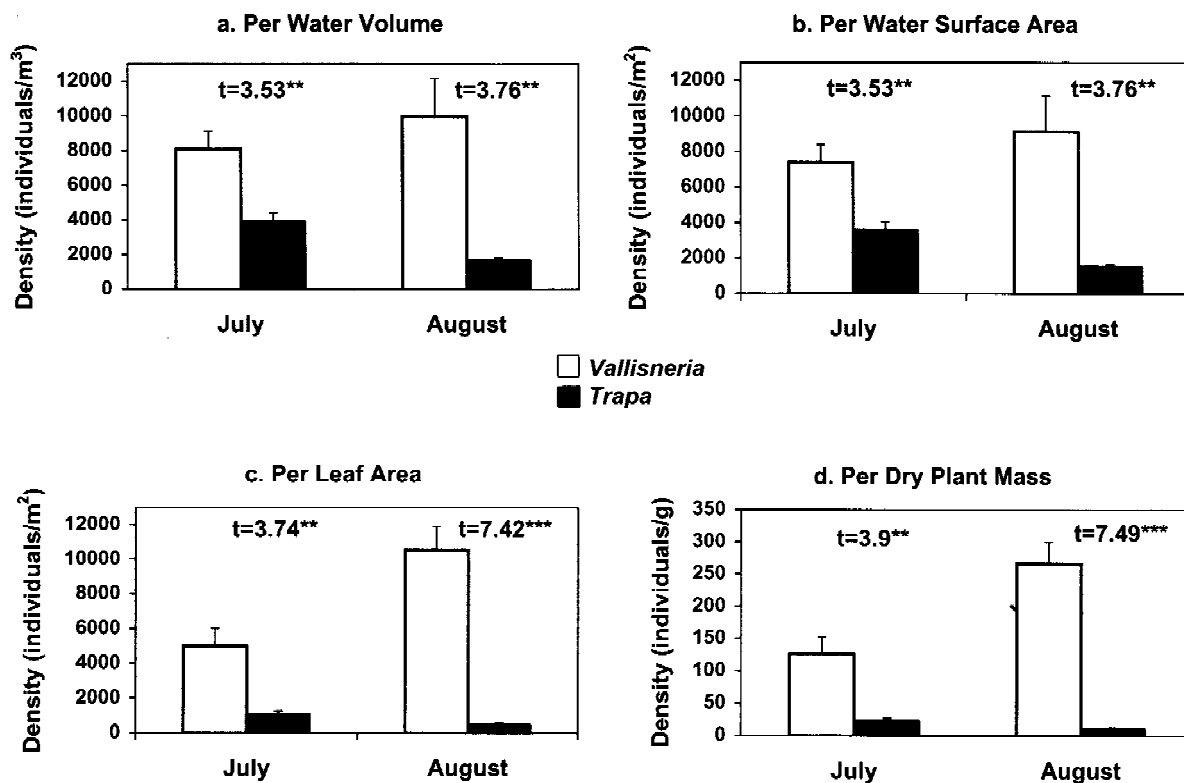 a. Per Water Volume
Density (individuals/m³)
12000
10000
8000
6000
4000
2000
0
t=3.53**
t=3.76**
July
August
b. Per Water Surface Area
Density (individuals/m²)
12000
10000
8000
6000
4000
2000
0
t=3.53**
t=3.76**
July
August
Vallisneria
Trapa
c. Per Leaf Area
Density (individuals/m²)
12000
10000
8000
6000
4000
2000
0
t=3.74**
t=7.42***
July
August
d. Per Dry Plant Mass
Density (individuals/g)
350
300
250
200
150
100
50
0
t=3.9**
t=7.49***
July
August